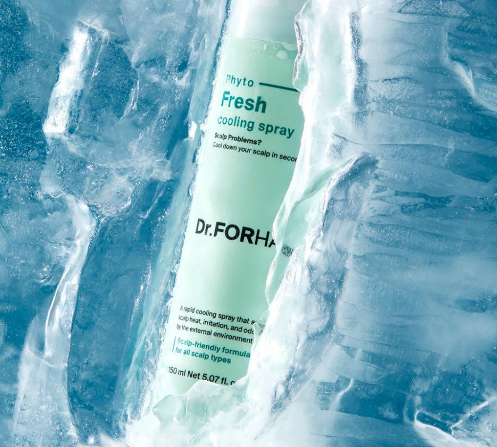 Phyto
Fresh
cooling spray
Scalp Problems?
Cool down your scalp in secon
Dr.FORHA
A rapid cooling spray that a
scalp heat, irritation, and odo
by the external environment
Scalp-friendly formula
for all scalp types
150 ml Net 5.07 fl. o